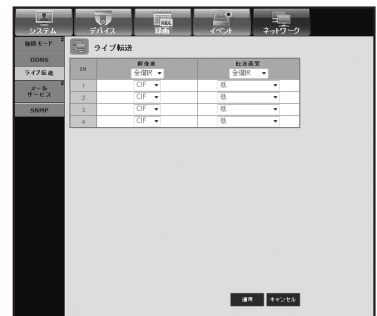 システム
デバイス
録画
イベント
ネットワーク
接続モード
DDNS
ライブ転送
メール
サービス
SNMP
ライブ転送
CH 解像度 転送画質
全選択 全選択
1 CIF 低
2 CIF 低
3 CIF 低
4 CIF 低
適用 キャンセル